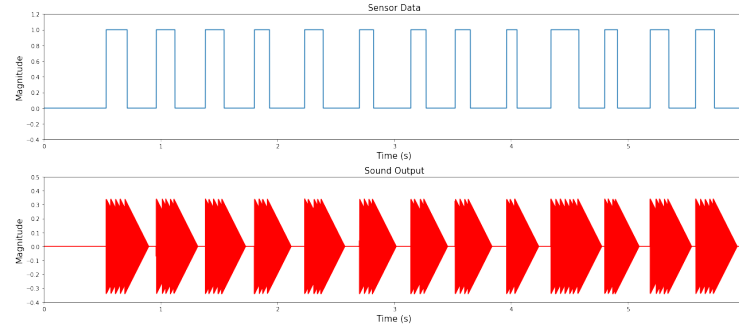 Sensor Data
1.2
1.0
0.8
0.6
0.4
0.2
0.0
−0.2
−0.4
Magnitude
0 1 2 3 4 5
Time (s)
Sound Output
0.5
0.4
0.3
0.2
0.1
0.0
−0.1
−0.2
−0.3
−0.4
Magnitude
0 1 2 3 4 5
Time (s)